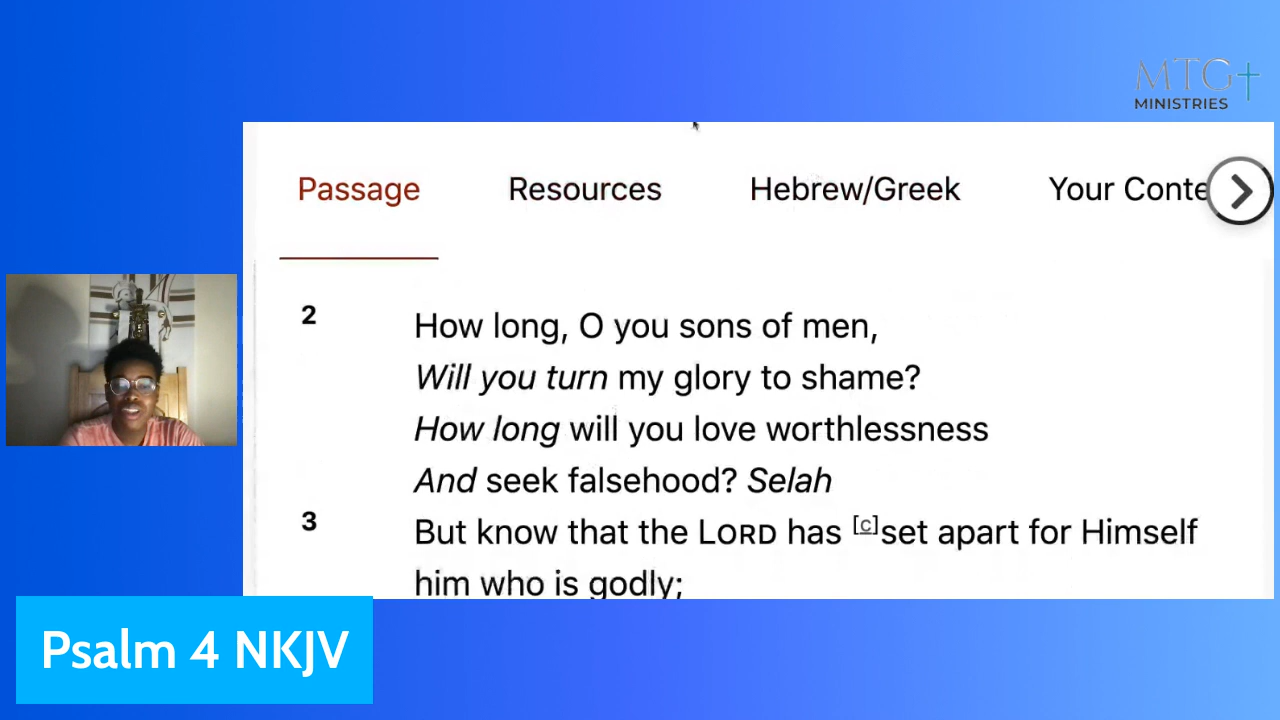 MTG
MINISTRIES
Passage Resources Hebrew/Greek Your Conte
2 How long, O you sons of men,
Will you turn my glory to shame?
How long will you love worthlessness
And seek falsehood? Selah
3 But know that the LORD has [c]set apart for Himself
him who is godly;
Psalm 4 NKJV